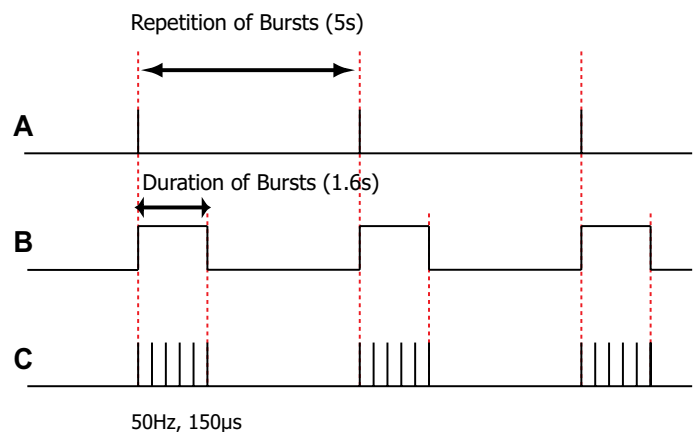 Repetition of Bursts (5s)
A
Duration of Bursts (1.6s)
B
C
50Hz, 150µs